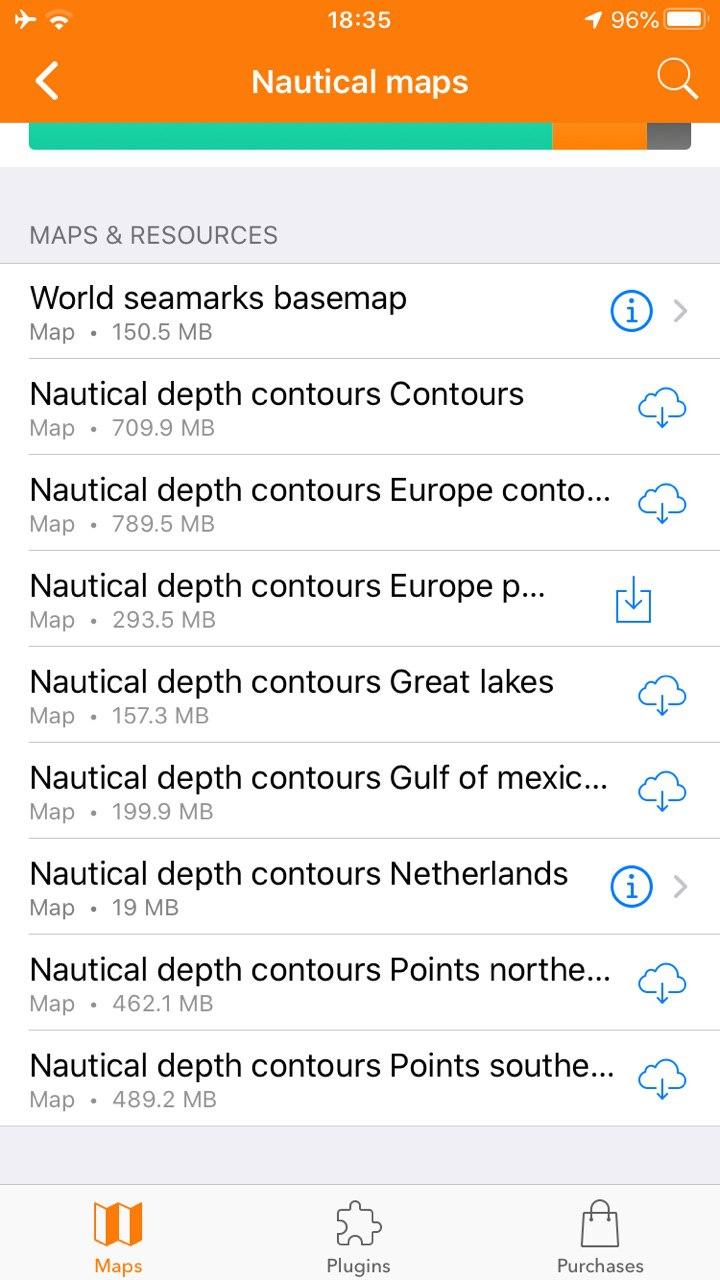 18:35
96%
Nautical maps
MAPS & RESOURCES
World seamarks basemap
Map • 150.5 MB
Nautical depth contours Contours
Map • 709.9 MB
Nautical depth contours Europe conto...
Map • 789.5 MB
Nautical depth contours Europe p...
Map • 293.5 MB
Nautical depth contours Great lakes
Map • 157.3 MB
Nautical depth contours Gulf of mexic...
Map • 199.9 MB
Nautical depth contours Netherlands
Map • 19 MB
Nautical depth contours Points northe...
Map • 462.1 MB
Nautical depth contours Points southe...
Map • 489.2 MB
Maps
Plugins
Purchases